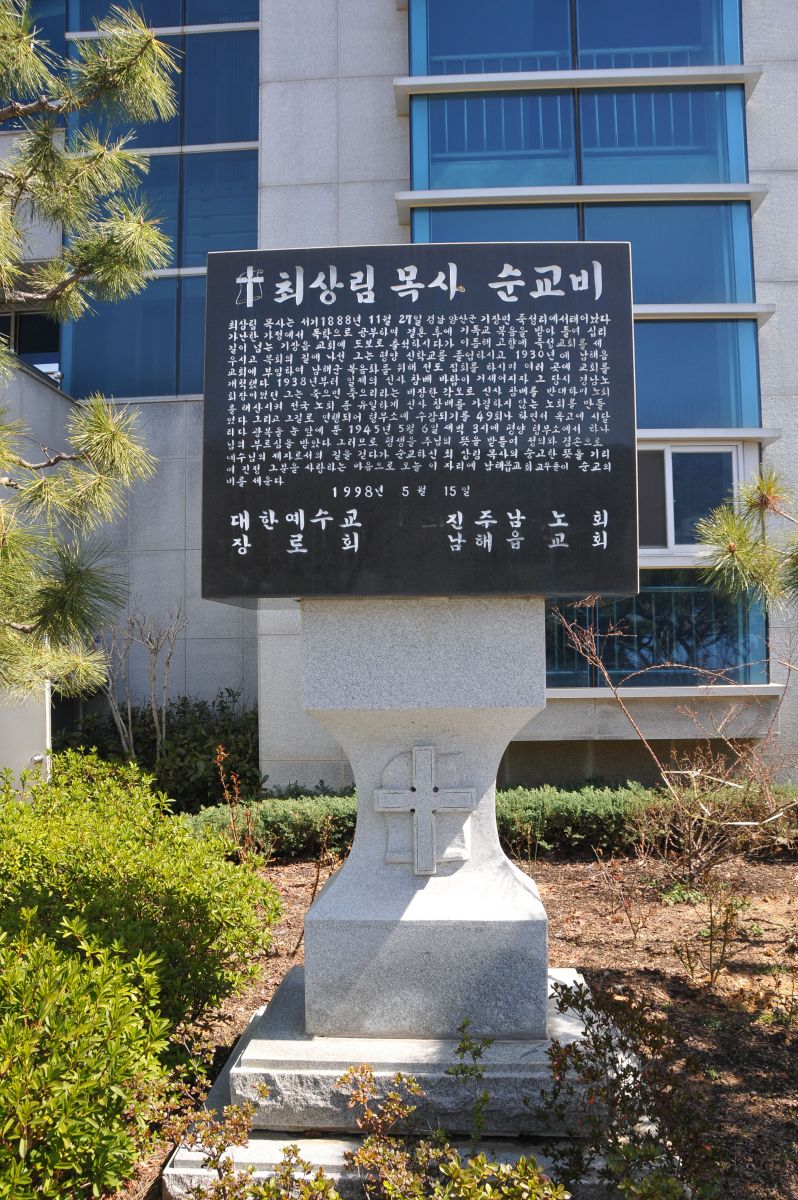 최상림 목사 순교비
최상림 목사는 서기 1888년 11월 27일 경남 양산군 기장면 죽성리에서 태어났다
가난한 가정에서 독학으로 공부하여 결혼 후에 기독교 복음을 받아 들여 십리
길이 넘는 기장읍 교회에 도보로 출석하시다가 이듬해 고향에 죽성교회를 세
우시고 목회의 길에 나선 그는 평양 신학교를 졸업하시고 1930년에 남해읍
교회에 부임하여 남해군 복음화를 위해 전도 집회를 하시며 여러 곳에 교회를
개척했다 1938년부터 일제의 신사 참배 바람이 거세어지자 그 당시 경남노
회장이었던 그는 죽으면 죽으리라는 비장한 각오로 신사 참배를 반대하며 노회
를 해산시켜 전국 노회 중 유일하게 신사 참배를 가결하지 않는 노회를 만들
었다 그리고 그길로 연행되어 형무소에 수감되기를 49회나 하면서 옥고에 시달
리다 광복을 눈 앞에 둔 1945년 5월 6일 새벽 3시에 평양 형무소에서 하나
님의 부르심을 받았다 그러므로 평생을 주님의 뜻을 받들며 선의와 경손으로
예수님의 제자로서의 길을 걷다가 순교하신 최 상림 목사의 숭고한 뜻을 기리
며 진정 그분을 사랑하는 마음으로 오늘 이 자리에 남해읍교회 교우들이 순교의
비를 세운다
1998년 5월 15일
대한예수교 진주남노회
장로회 남해읍교회